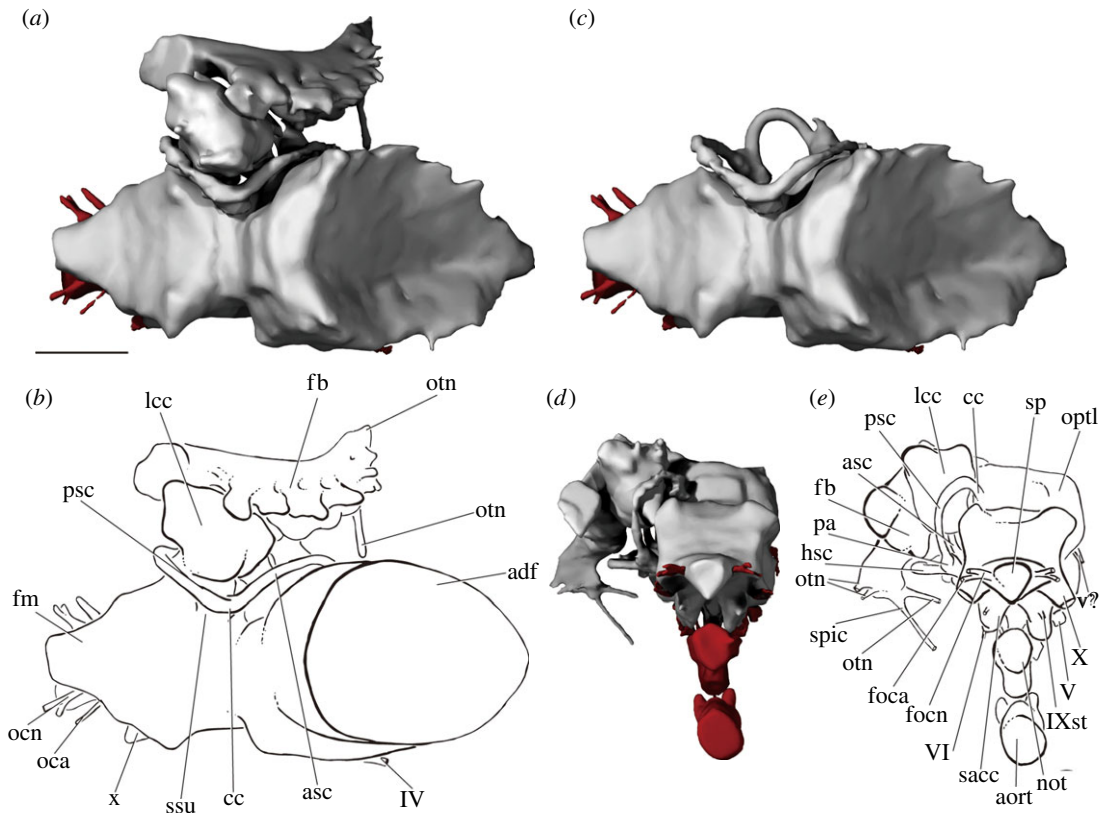 (a)
(c)
(b)
lcc
fb
otn
psc
otn
adf
fm
ocn
oca
x
ssu
cc
asc
IV
(d)
(e)
psc
lcc
cc
sp
optl
asc
fb
pa
hsc
otn
spic
otn
foca
focn
VI
sacc
aort
not
IXst
V
X
v?